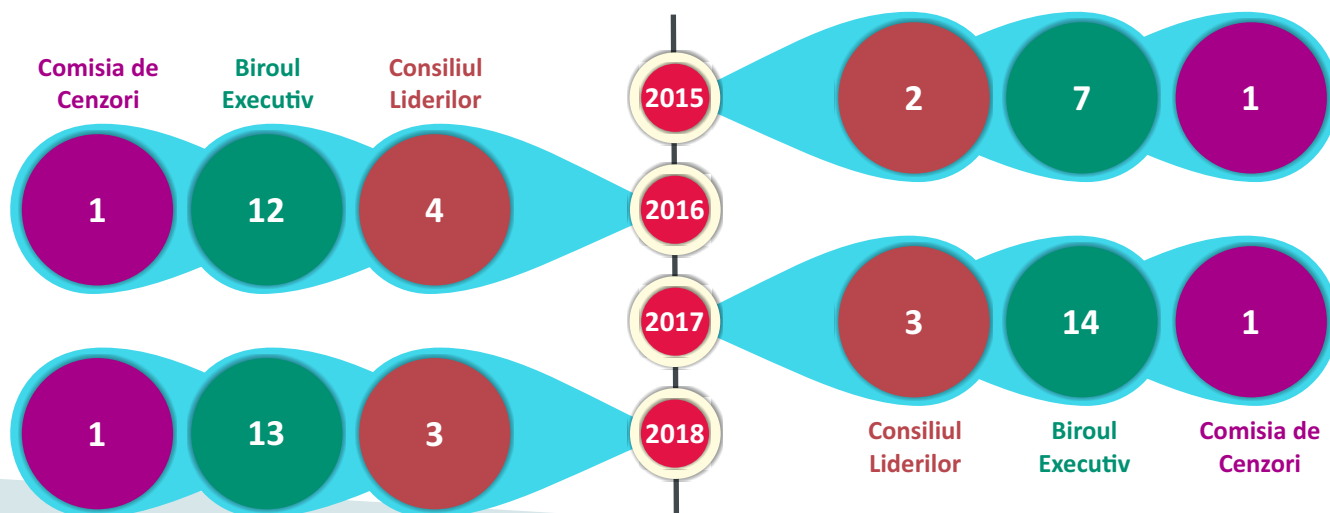 2015
2 7 1
Comisia de
Cenzori
Biroul
Executiv
Consiliul
Liderilor
1 12 4
2016
2017
3 14 1
Consiliul
Liderilor
Biroul
Executiv
Comisia de
Cenzori
1 13 3
2018